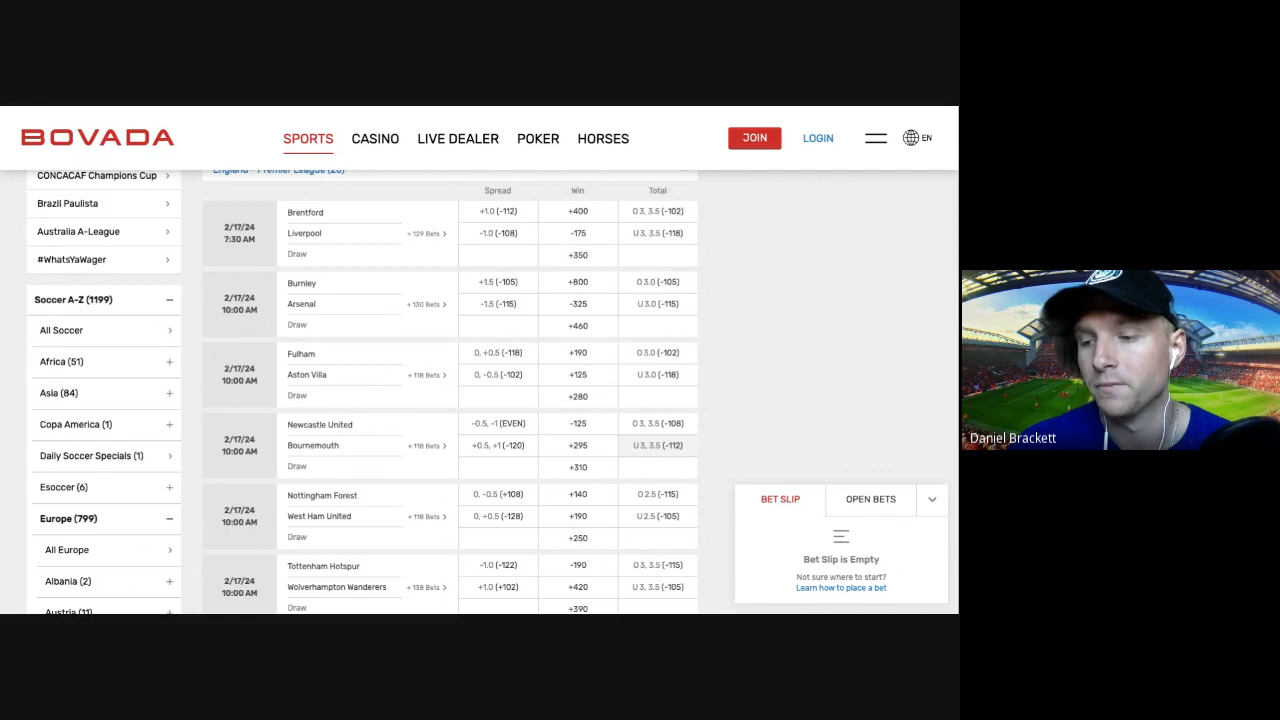 BOVADA
SPORTS CASINO LIVE DEALER POKER HORSES
JOIN LOGIN EN
CONCACAF Champions Cup
Brazil Paulista
Australia A-League
#WhatsYaWager
Soccer A-Z (1199)
All Soccer
Africa (51)
Asia (84)
Copa America (1)
Daily Soccer Specials (1)
Esoccer (6)
Europe (799)
All Europe
Albania (2)
Austria (11)
England - Premier League (20)
Spread Win Total
2/17/24
7:30 AM
Brentford +1.0 (-112) +400 O 3, 3.5 (-102)
Liverpool + 129 Bets -1.0 (-108) -175 U 3, 3.5 (-118)
Draw +350
2/17/24
10:00 AM
Burnley +1.5 (-105) +800 O 3.0 (-105)
Arsenal + 130 Bets -1.5 (-115) -325 U 3.0 (-115)
Draw +460
2/17/24
10:00 AM
Fulham 0, +0.5 (-118) +190 O 3.0 (-102)
Aston Villa + 118 Bets 0, -0.5 (-102) +125 U 3.0 (-118)
Draw +280
2/17/24
10:00 AM
Newcastle United -0.5, -1 (EVEN) -125 O 3, 3.5 (-108)
Bournemouth + 118 Bets +0.5, +1 (-120) +295 U 3, 3.5 (-112)
Draw +310
2/17/24
10:00 AM
Nottingham Forest 0, -0.5 (+108) +140 O 2.5 (-115)
West Ham United + 118 Bets 0, +0.5 (-128) +190 U 2.5 (-105)
Draw +250
2/17/24
10:00 AM
Tottenham Hotspur -1.0 (-122) -190 O 3, 3.5 (-115)
Wolverhampton Wanderers + 138 Bets +1.0 (+102) +420 U 3, 3.5 (-105)
Draw +390
BET SLIP OPEN BETS
Bet Slip is Empty
Not sure where to start?
Learn how to place a bet
Daniel Brackett